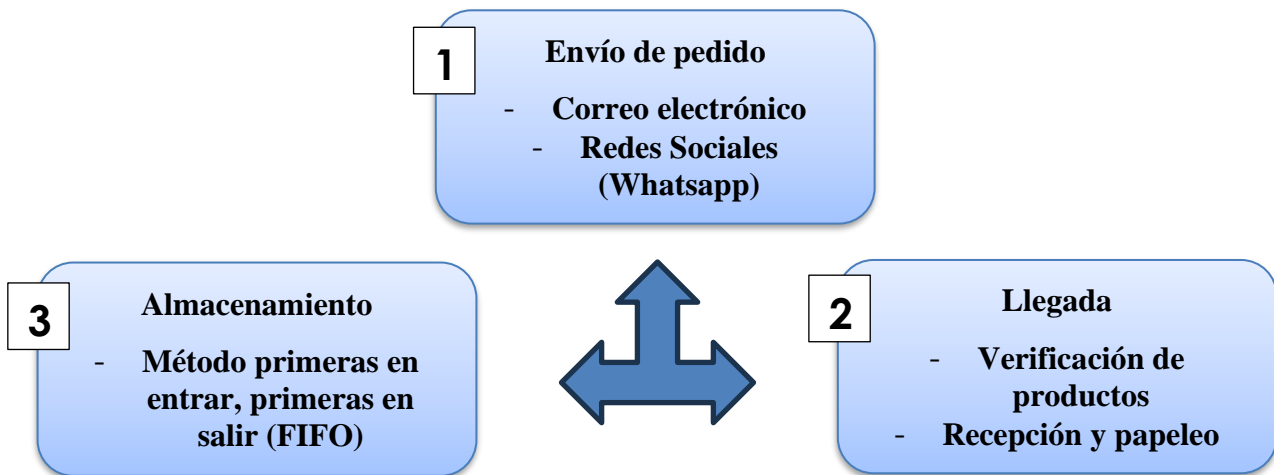 1
Envío de pedido
- Correo electrónico
- Redes Sociales
(Whatsapp)
2
Llegada
- Verificación de
productos
- Recepción y papeleo
3
Almacenamiento
- Método primeras en
entrar, primeras en
salir (FIFO)